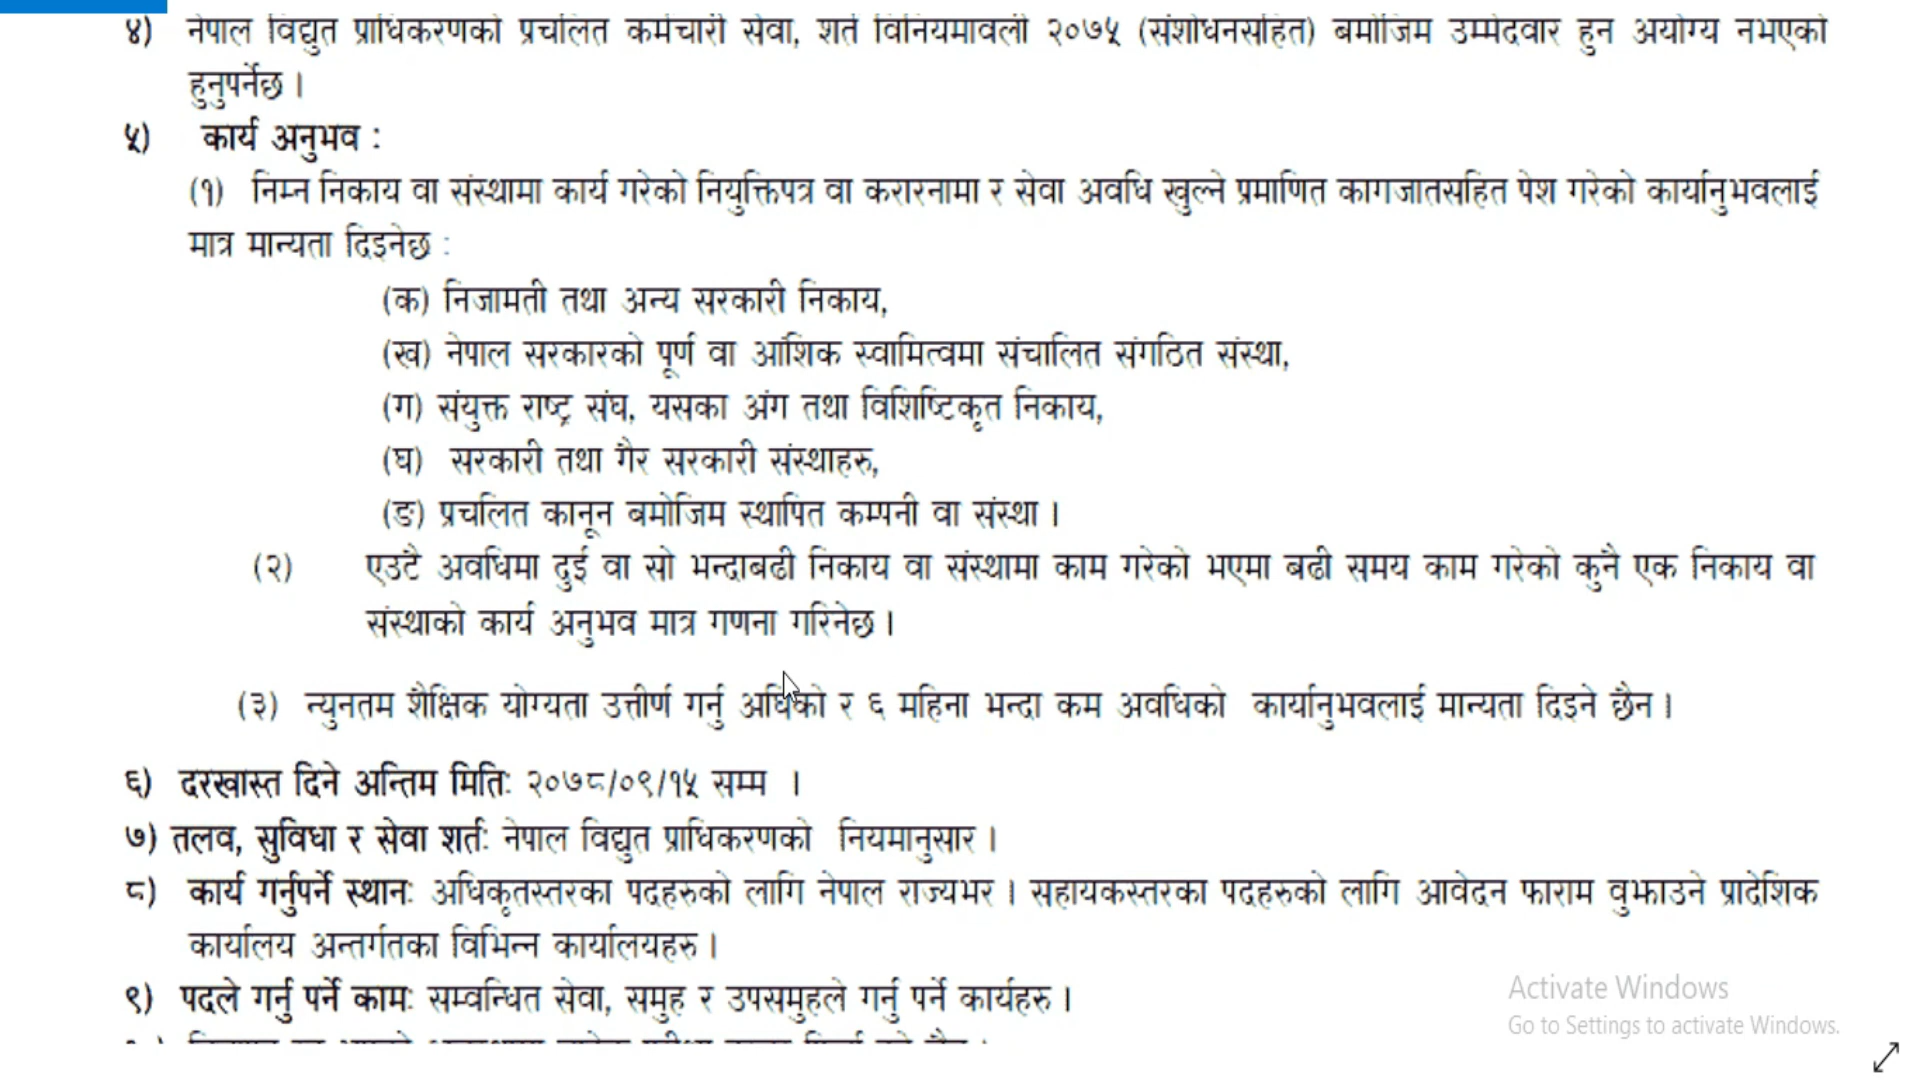 ४) नेपाल विद्युत प्राधिकरणको प्रचलित कर्मचारी सेवा, शर्त विनियमावली २०७५ (संशोधनसहित) बमोजिम उम्मेदवार हुन अयोग्य नभएको
हुनुपर्नेछ ।
५) कार्य अनुभव :
(१) निम्न निकाय वा संस्थामा कार्य गरेको नियुक्तिपत्र वा करारनामा र सेवा अवधि खुल्ने प्रमाणित कागजातसहित पेश गरेको कार्यानुभवलाई
मात्र मान्यता दिइनेछ :
(क) निजामती तथा अन्य सरकारी निकाय,
(ख) नेपाल सरकारको पूर्ण वा आंशिक स्वामित्वमा संचालित संगठित संस्था,
(ग) संयुक्त राष्ट्र संघ, यसका अंग तथा विशिष्टिकृत निकाय,
(घ) सरकारी तथा गैर सरकारी संस्थाहरु,
(ङ) प्रचलित कानून बमोजिम स्थापित कम्पनी वा संस्था ।
(२) एउटै अवधिमा दुई वा सो भन्दाबढी निकाय वा संस्थामा काम गरेको भएमा बढी समय काम गरेको कुनै एक निकाय वा
संस्थाको कार्य अनुभव मात्र गणना गरिनेछ ।
(३) न्युनतम शैक्षिक योग्यता उत्तीर्ण गर्नु अघिको र ६ महिना भन्दा कम अवधिको कार्यानुभवलाई मान्यता दिइने छैन ।
६) दरखास्त दिने अन्तिम मिति: २०७८/०९/१५ सम्म ।
७) तलव, सुविधा र सेवा शर्त: नेपाल विद्युत प्राधिकरणको नियमानुसार ।
८) कार्य गर्नुपर्ने स्थान: अधिकृतस्तरका पदहरुको लागि नेपाल राज्यभर । सहायकस्तरका पदहरुको लागि आवेदन फाराम वुझाउने प्रादेशिक
कार्यालय अन्तर्गतका विभिन्न कार्यालयहरु ।
९) पदले गर्नु पर्ने काम: सम्वन्धित सेवा, समुह र उपसमुहले गर्नु पर्ने कार्यहरु ।
Activate Windows
Go to Settings to activate Windows.